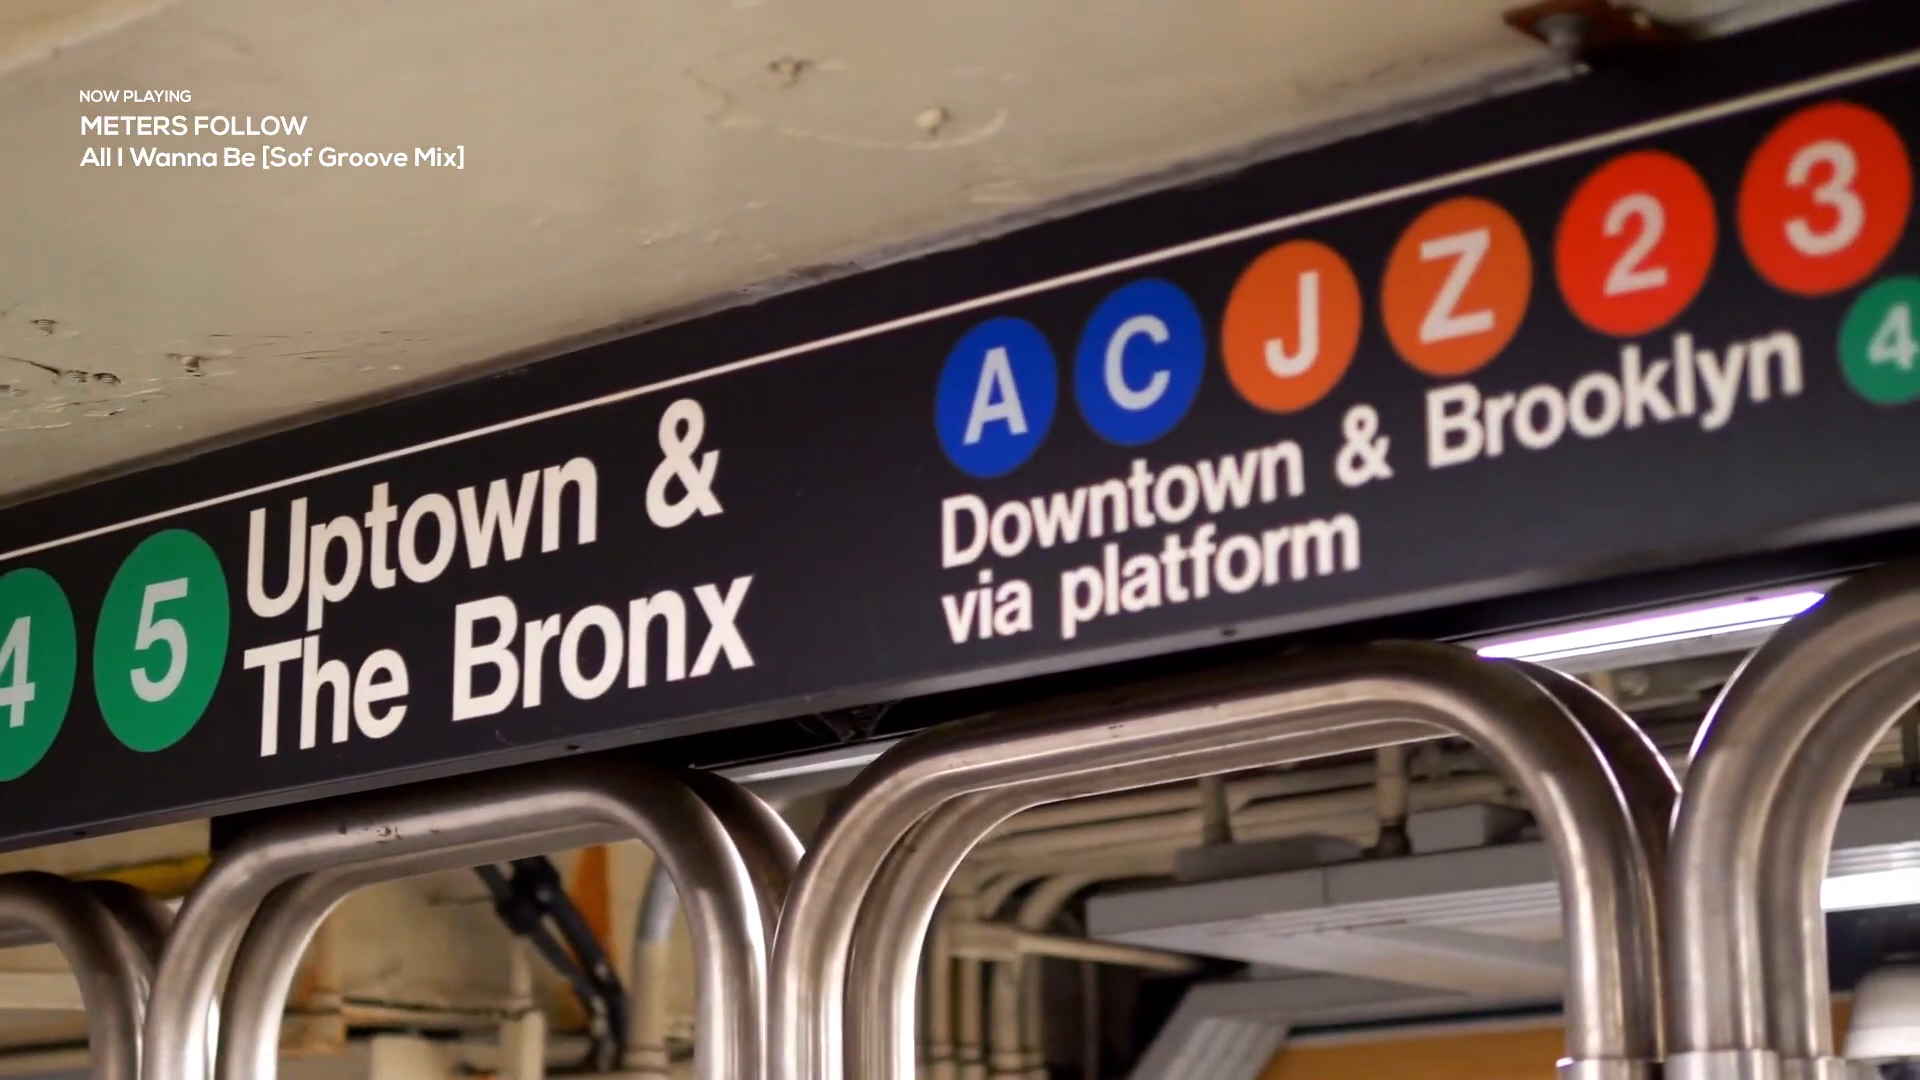 NOW PLAYING
METERS FOLLOW
All I Wanna Be [Sof Groove Mix]
4 5 Uptown &
The Bronx
A C J Z 2 3
Downtown & Brooklyn 4
via platform